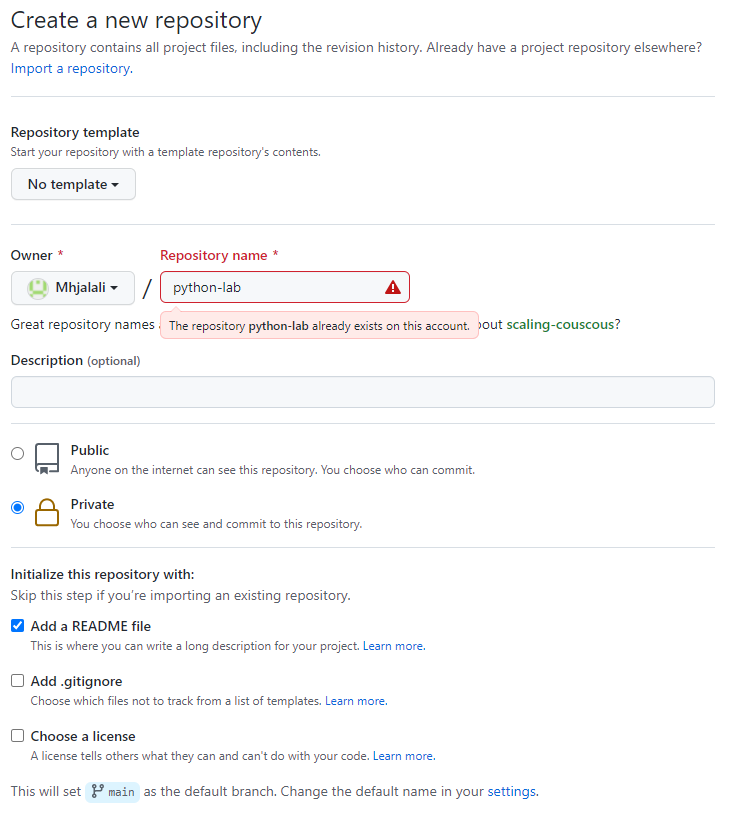 Create a new repository
A repository contains all project files, including the revision history. Already have a project repository elsewhere?
Import a repository.
Repository template
Start your repository with a template repository's contents.
No template
Owner *
Repository name *
Mhjalali
/
python-lab
Great repository names
The repository python-lab already exists on this account.
scaling-couscous?
Description (optional)
Public
Anyone on the internet can see this repository. You choose who can commit.
Private
You choose who can see and commit to this repository.
Initialize this repository with:
Skip this step if you’re importing an existing repository.
Add a README file
This is where you can write a long description for your project. Learn more.
Add .gitignore
Choose which files not to track from a list of templates. Learn more.
Choose a license
A license tells others what they can and can't do with your code. Learn more.
This will set main as the default branch. Change the default name in your settings.